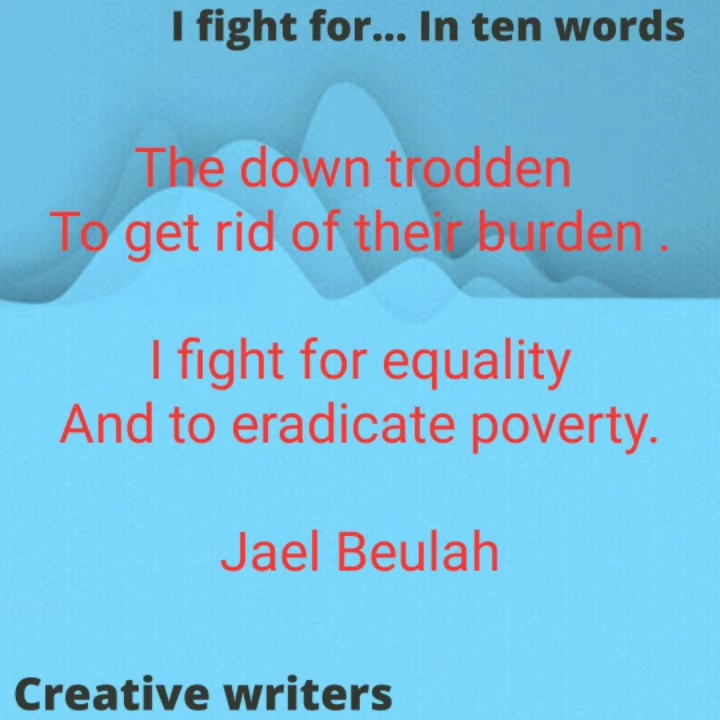 I fight for... In ten words
The down trodden
To get rid of their burden .
I fight for equality
And to eradicate poverty.
Jael Beulah
Creative writers